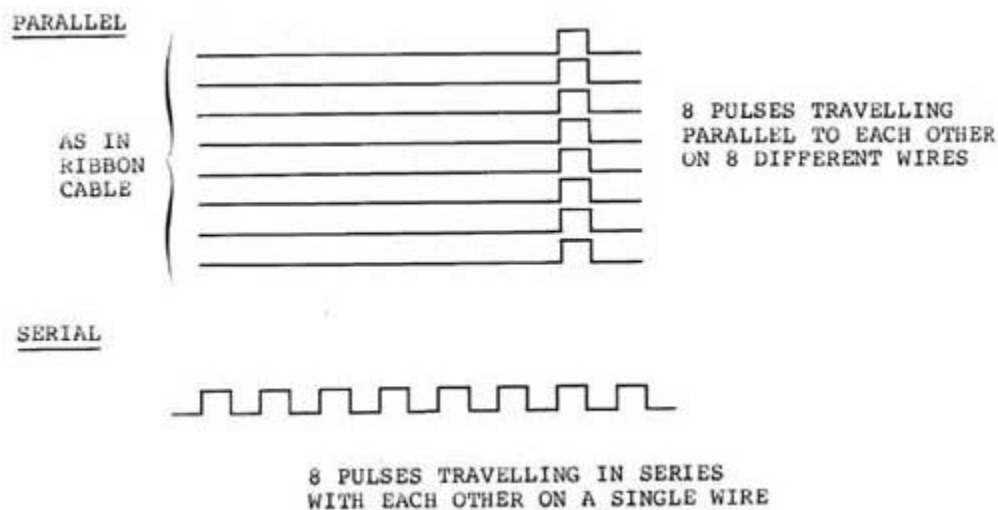 PARALLEL
AS IN
RIBBON
CABLE
8 PULSES TRAVELLING
PARALLEL TO EACH OTHER
ON 8 DIFFERENT WIRES
SERIAL
8 PULSES TRAVELLING IN SERIES
WITH EACH OTHER ON A SINGLE WIRE